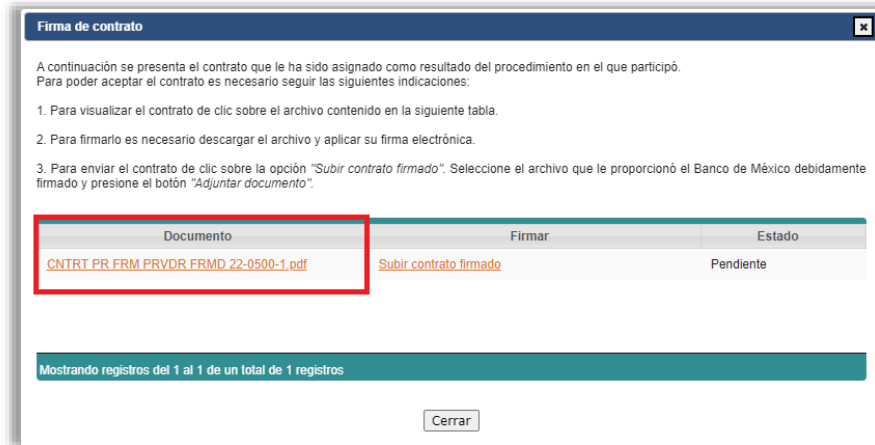 Firma de contrato
x
A continuación se presenta el contrato que le ha sido asignado como resultado del procedimiento en el que participó.
Para poder aceptar el contrato es necesario seguir las siguientes indicaciones:
1. Para visualizar el contrato de clic sobre el archivo contenido en la siguiente tabla.
2. Para firmarlo es necesario descargar el archivo y aplicar su firma electrónica.
3. Para enviar el contrato de clic sobre la opción "Subir contrato firmado". Seleccione el archivo que le proporcionó el Banco de México debidamente
firmado y presione el botón "Adjuntar documento".
Documento Firmar Estado
CNTRT PR FRM PRVDR FRMD 22-0500-1.pdf Subir contrato firmado Pendiente
Mostrando registros del 1 al 1 de un total de 1 registros
Cerrar